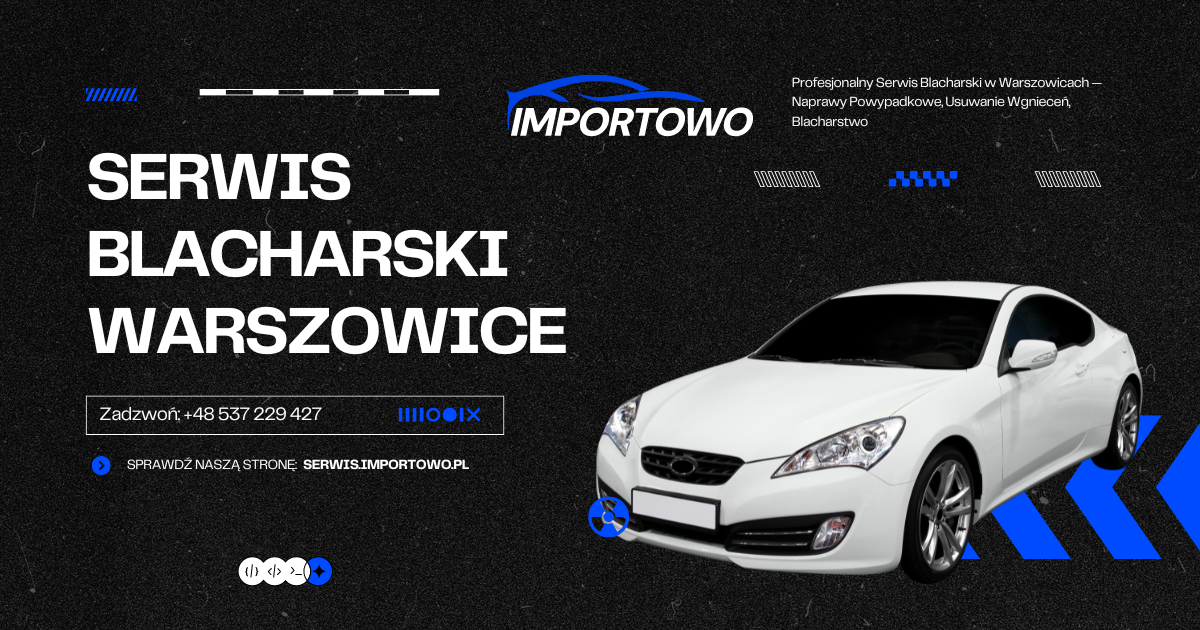 IMPORTOWO
Profesjonalny Serwis Blacharski w Warszowicach —
Naprawy Powypadkowe, Usuwanie Wgnieceń,
Blacharstwo
SERWIS
BLACHARSKI
WARSZOWICE
Zadzwoń: +48 537 229 427
SPRAWDŹ NASZĄ STRONĘ: SERWIS.IMPORTOWO.PL